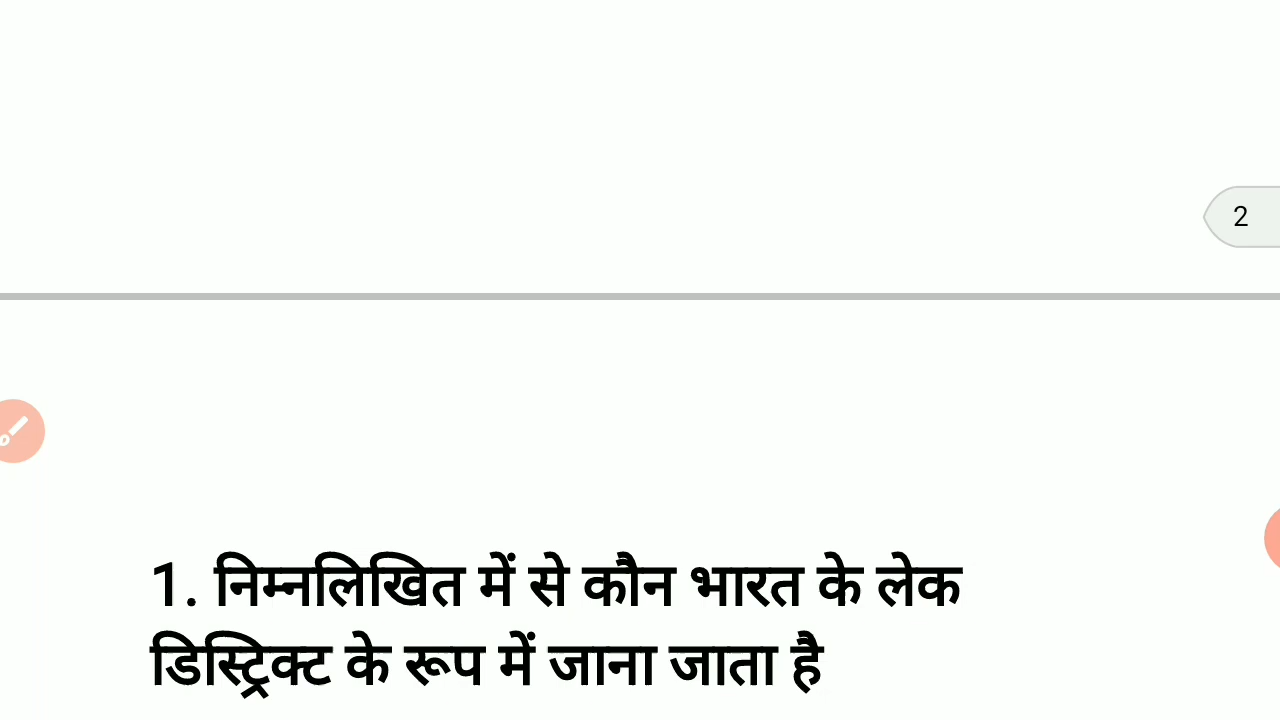 2
1. निम्नलिखित में से कौन भारत के लेक
डिस्ट्रिक्ट के रूप में जाना जाता है